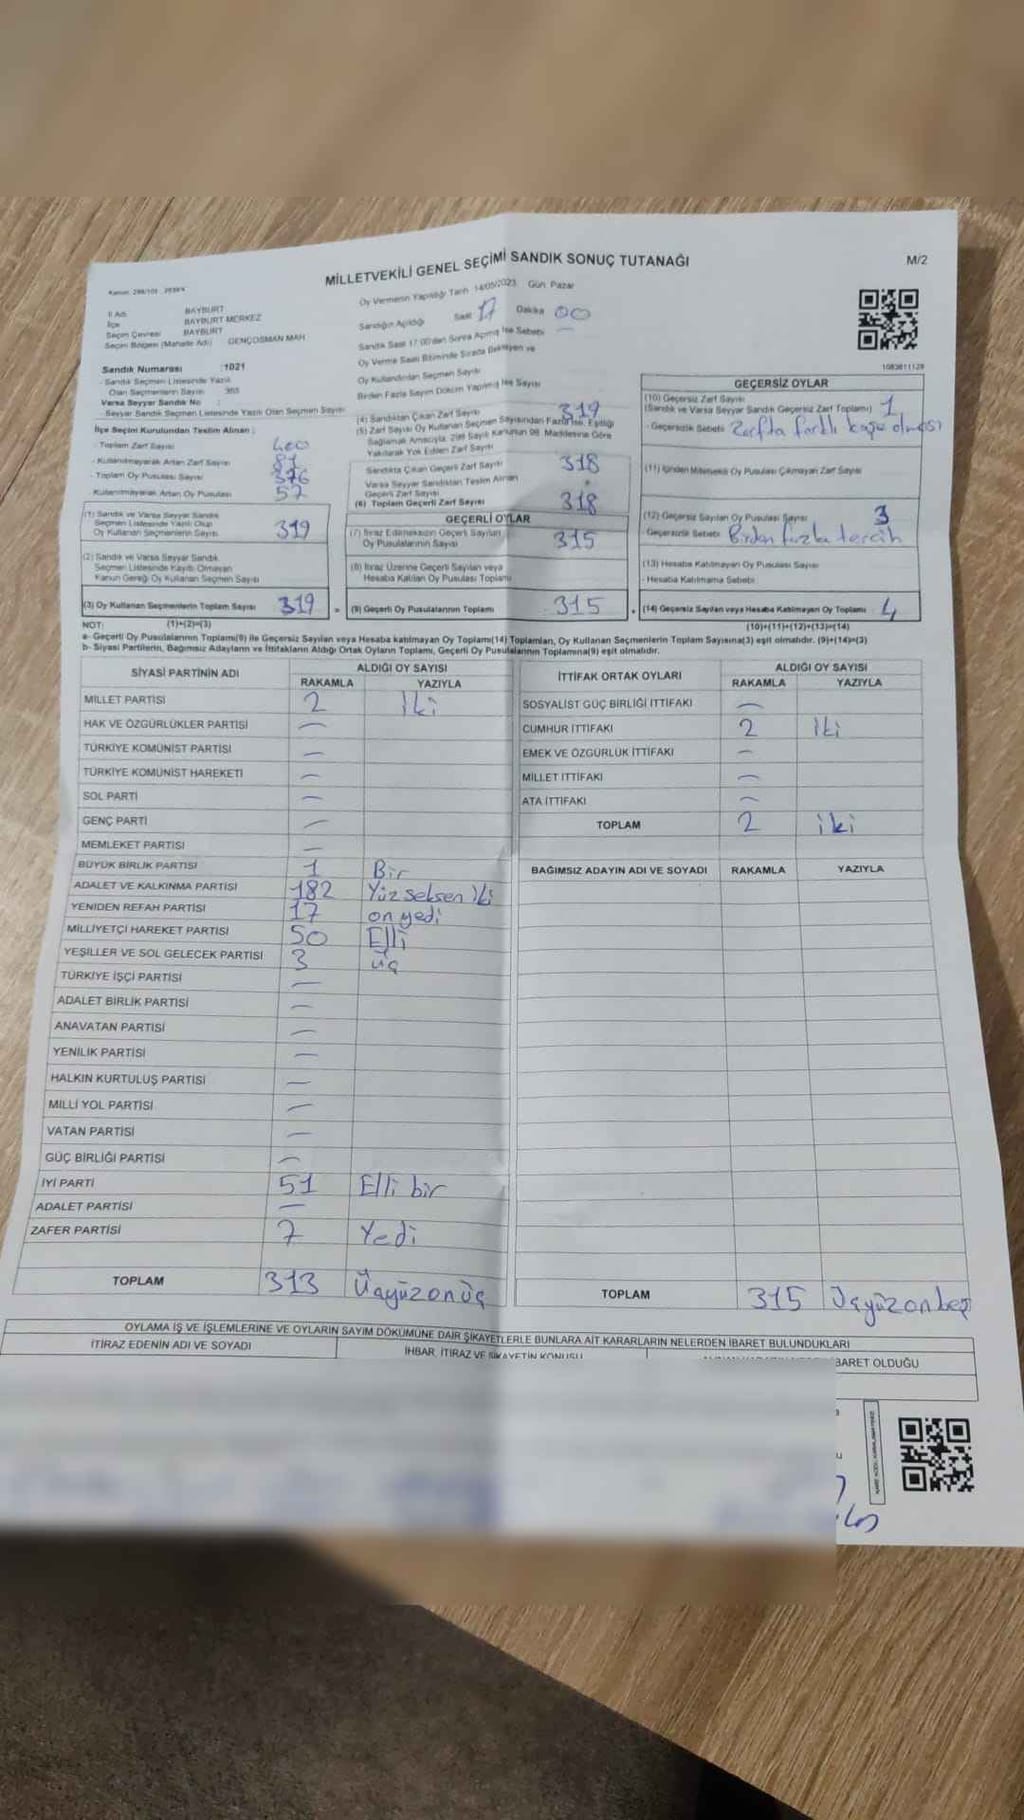 MİLLETVEKİLİ GENEL SEÇİMİ SANDIK SONUÇ TUTANAĞI
M/2
İl Adı BAYBURT
İlçe BAYBURT MERKEZ
Seçim Çevresi BAYBURT
Seçim Bölgesi (Mahalle Adı) GENÇOSMAN MAH
Oy Vermenin Yapıldığı Tarih 14/05/2023 Gün: Pazar
Sandığın Açıldığı Saat 17 Dakika 00
Sandık Saat 17:00'den Sonra Açılmış İse Sebebi
Oy Verme Saati Bitiminde Sırada Bekleyen ve
Oy Kullandırılan Seçmen Sayısı
Birden Fazla Sayım Döküm Yapılmış İse Sayısı
Sandık Numarası :1021
- Sandık Seçmen Listesinde Yazılı
Olan Seçmenlerin Sayısı
Varsa Seyyar Sandık No :
- Seyyar Sandık Seçmen Listesinde Yazılı Olan Seçmen Sayısı
İlçe Seçim Kurulundan Teslim Alınan :
- Toplam Zarf Sayısı 400
- Kullanılmayarak Artan Zarf Sayısı 81
- Toplam Oy Pusulası Sayısı 376
Kullanılmayarak Artan Oy Pusulası 57
(1) Sandık ve Varsa Seyyar Sandık
Seçmen Listesinde Yazılı Olup
Oy Kullanan Seçmenlerin Sayısı 319
(2) Sandık ve Varsa Seyyar Sandık
Seçmen Listesinde Kayıtlı Olmayan
Kanun Gereği Oy Kullanan Seçmen Sayısı
(3) Oy Kullanan Seçmenlerin Toplam Sayısı 319 =
(4) Sandıktan Çıkan Zarf Sayısı 319
(5) Zarf Sayısı Oy Kullanan Seçmen Sayısından Fazla İse, Eşitliği
Sağlamak Amacıyla, 298 Sayılı Kanunun 98. Maddesine Göre
Yakılarak Yok Edilen Zarf Sayısı
Sandıkta Çıkan Geçerli Zarf Sayısı 318
Varsa Seyyar Sandıktan Teslim Alınan
Geçerli Zarf Sayısı
(6) Toplam Geçerli Zarf Sayısı 318
GEÇERLİ OYLAR
(7) İtiraz Edilmeksizin Geçerli Sayılan
Oy Pusulalarının Sayısı 315
(8) İtiraz Üzerine Geçerli Sayılan veya
Hesaba Katılan Oy Pusulası Toplamı
(9) Geçerli Oy Pusulalarının Toplamı 315
1083811129
GEÇERSİZ OYLAR
(10) Geçersiz Zarf Sayısı
(Sandık ve Varsa Seyyar Sandık Geçersiz Zarf Toplamı) 1
- Geçersizlik Sebebi: Zarfta farklı kaşe olması
(11) İçinden Milletvekili Oy Pusulası Çıkmayan Zarf Sayısı
(12) Geçersiz Sayılan Oy Pusulası Sayısı 3
- Geçersizlik Sebebi: Birden fazla tercih
(13) Hesaba Katılmayan Oy Pusulası Sayısı
- Hesaba Katılmama Sebebi:
(14) Geçersiz Sayılan veya Hesaba Katılmayan Oy Toplamı 4
NOT: (1)+(2)=(3)
(10)+(11)+(12)+(13)=(14)
a- Geçerli Oy Pusulalarının Toplamı(9) ile Geçersiz Sayılan veya Hesaba katılmayan Oy Toplamı(14) Toplamları, Oy Kullanan Seçmenlerin Toplam Sayısına(3) eşit olmalıdır. (9)+(14)=(3)
b- Siyasi Partilerin, Bağımsız Adayların ve İttifakların Aldığı Ortak Oyların Toplamı, Geçerli Oy Pusulalarının Toplamına(9) eşit olmalıdır.
SİYASİ PARTİNİN ADI ALDIĞI OY SAYISI
RAKAMLA YAZIYLA
MİLLET PARTİSİ 2 İki
HAK VE ÖZGÜRLÜKLER PARTİSİ —
TÜRKİYE KOMÜNİST PARTİSİ —
TÜRKİYE KOMÜNİST HAREKETİ —
SOL PARTİ —
GENÇ PARTİ —
MEMLEKET PARTİSİ —
BÜYÜK BİRLİK PARTİSİ 1 Bir
ADALET VE KALKINMA PARTİSİ 182 Yüz seksen iki
YENİDEN REFAH PARTİSİ 17 on yedi
MİLLİYETÇİ HAREKET PARTİSİ 50 Elli
YEŞİLLER VE SOL GELECEK PARTİSİ 3 üç
TÜRKİYE İŞÇİ PARTİSİ —
ADALET BİRLİK PARTİSİ —
ANAVATAN PARTİSİ —
YENİLİK PARTİSİ —
HALKIN KURTULUŞ PARTİSİ —
MİLLİ YOL PARTİSİ —
VATAN PARTİSİ —
GÜÇ BİRLİĞİ PARTİSİ —
İYİ PARTİ 51 Elli bir
ADALET PARTİSİ —
ZAFER PARTİSİ 7 Yedi
TOPLAM 313 Üçyüzonüç
İTTİFAK ORTAK OYLARI ALDIĞI OY SAYISI
RAKAMLA YAZIYLA
SOSYALİST GÜÇ BİRLİĞİ İTTİFAKI —
CUMHUR İTTİFAKI 2 İki
EMEK VE ÖZGÜRLÜK İTTİFAKI —
MİLLET İTTİFAKI —
ATA İTTİFAKI —
TOPLAM 2 iki
BAĞIMSIZ ADAYIN ADI VE SOYADI RAKAMLA YAZIYLA
TOPLAM 315 Üçyüzonbeş
OYLAMA İŞ VE İŞLEMLERİNE VE OYLARIN SAYIM DÖKÜMÜNE DAİR ŞİKAYETLERLE BUNLARA AİT KARARLARIN NELERDEN İBARET BULUNDUKLARI
İTİRAZ EDENİN ADI VE SOYADI
İHBAR, İTİRAZ VE ŞİKAYETİN KONUSU
BARET OLDUĞU